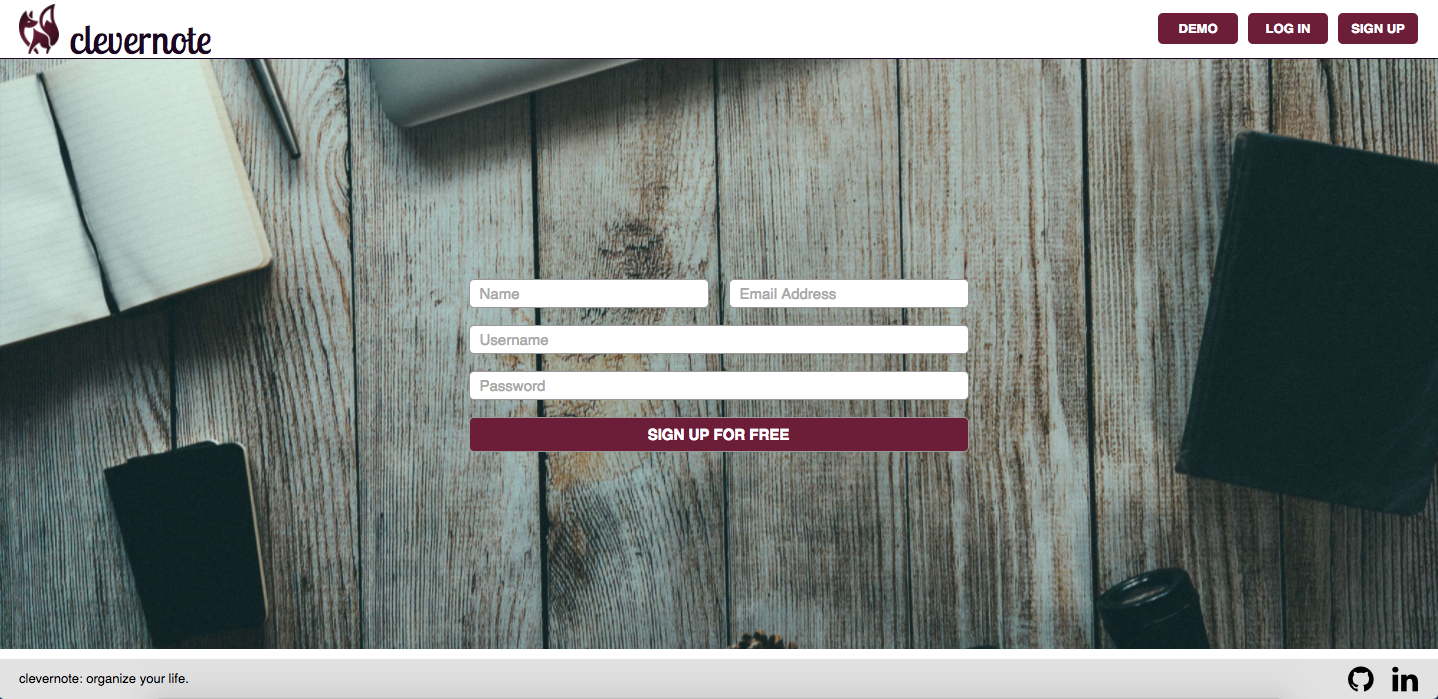 clevernote
DEMO
LOG IN
SIGN UP
Name
Email Address
Username
Password
SIGN UP FOR FREE
clevernote: organize your life.
in